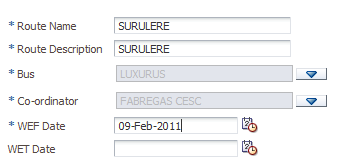 * Route Name SURULERE
* Route Description SURULERE
* Bus LUXURUS
* Co-ordinator FABREGAS CESC
* WEF Date 09-Feb-2011
WET Date